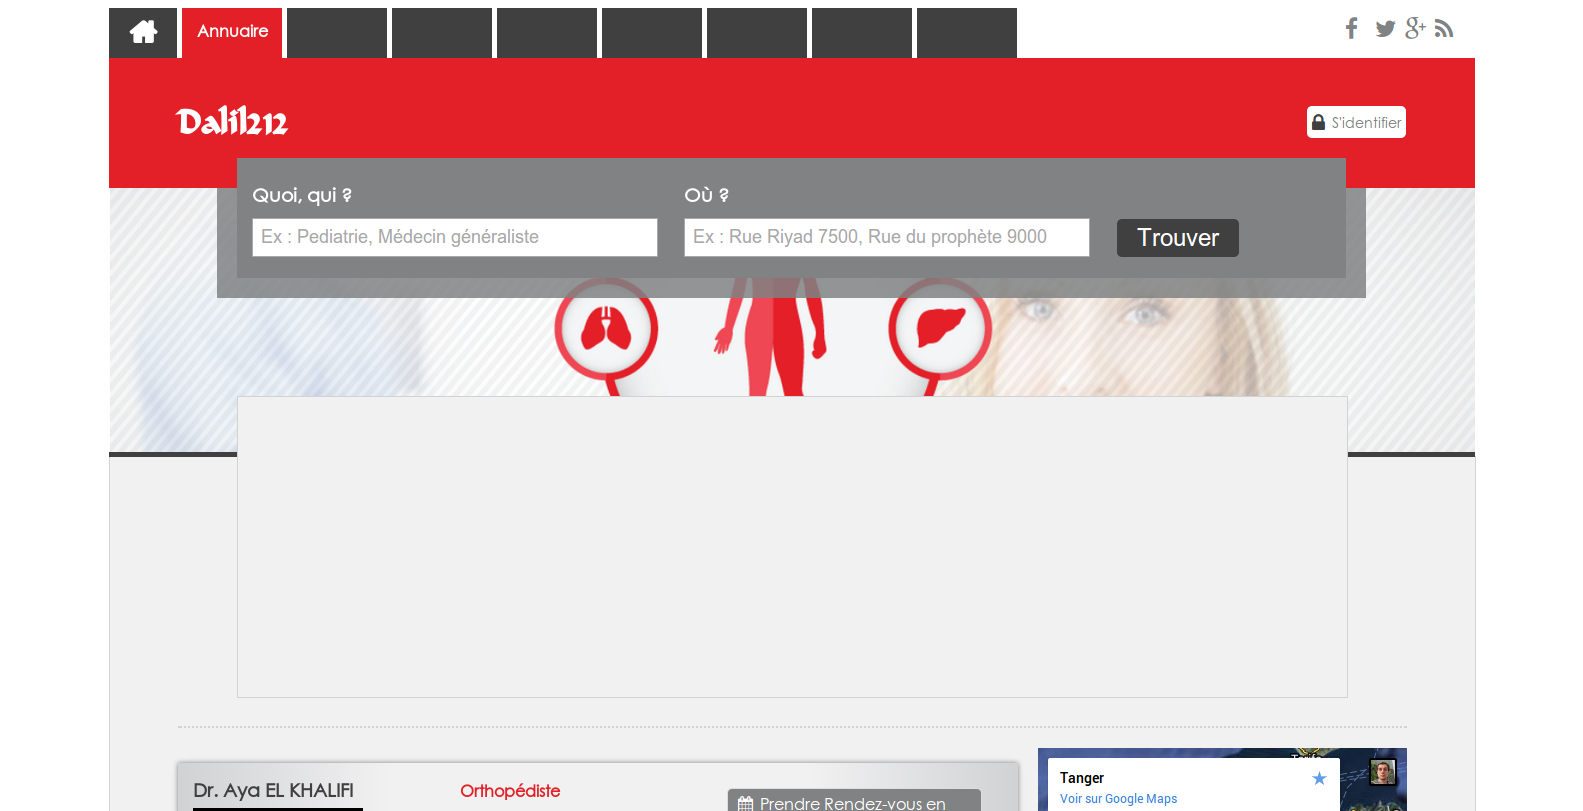 Annuaire
Dalil212
S'identifier
Quoi, qui ?
Où ?
Ex : Pediatrie, Médecin généraliste
Ex : Rue Riyad 7500, Rue du prophète 9000
Trouver
Dr. Aya EL KHALIFI
Orthopédiste
Prendre Rendez-vous en
Tanger
Voir sur Google Maps